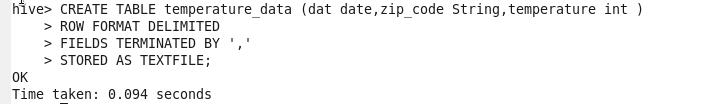 hive> CREATE TABLE temperature_data (dat date,zip_code String,temperature int )
    > ROW FORMAT DELIMITED
    > FIELDS TERMINATED BY ','
    > STORED AS TEXTFILE;
OK
Time taken: 0.094 seconds